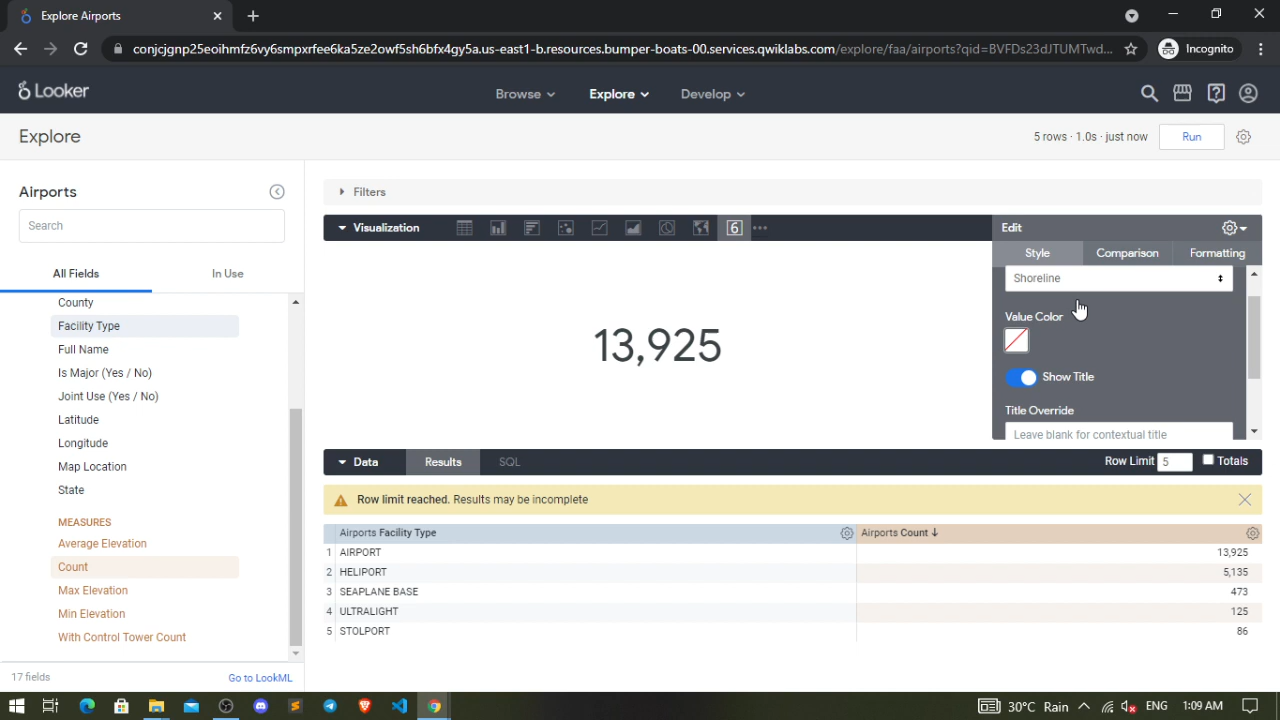 Explore Airports
conjcjgnp25eoihmfz6vy6smpxrfee6ka5ze2owf5sh6bfx4gy5a.us-east1-b.resources.bumper-boats-00.services.qwiklabs.com/explore/faa/airports?qid=BVFDs23dJTUMTwd...
Incognito
Looker
Browse
Explore
Develop
Explore
5 rows · 1.0s · just now
Run
Airports
Search
All Fields
In Use
County
Facility Type
Full Name
Is Major (Yes / No)
Joint Use (Yes / No)
Latitude
Longitude
Map Location
State
MEASURES
Average Elevation
Count
Max Elevation
Min Elevation
With Control Tower Count
17 fields
Go to LookML
Filters
Visualization
6
Edit
Style
Comparison
Formatting
13,925
Shoreline
Value Color
Show Title
Title Override
Leave blank for contextual title
Data
Results
SQL
Row Limit 5
Totals
Row limit reached. Results may be incomplete
Airports Facility Type
Airports Count ↓
1 AIRPORT 13,925
2 HELIPORT 5,135
3 SEAPLANE BASE 473
4 ULTRALIGHT 125
5 STOLPORT 86
30°C Rain
ENG
1:09 AM